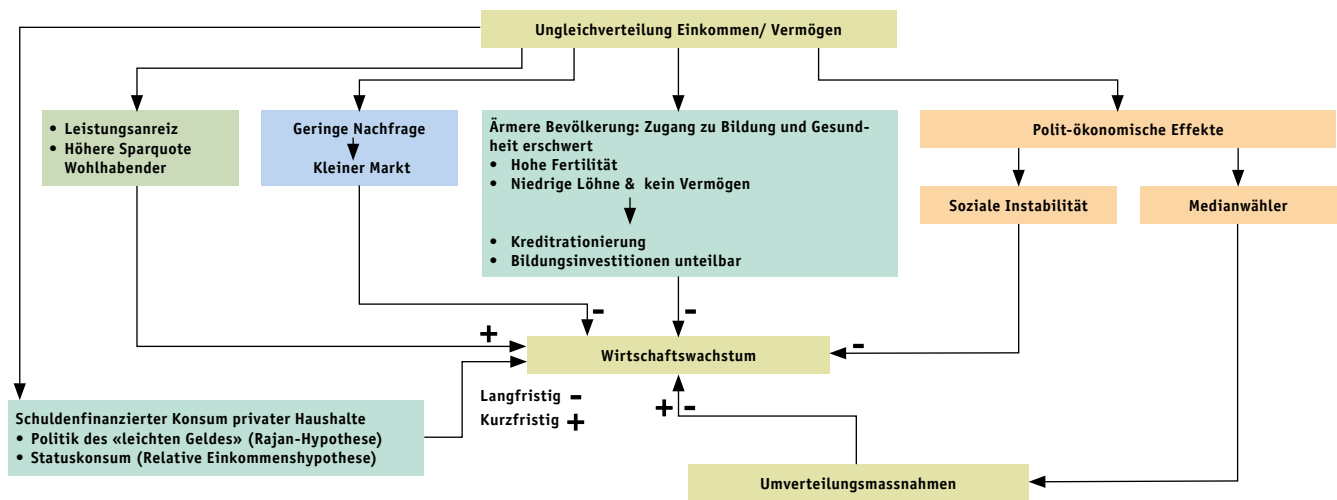 Ungleichverteilung Einkommen/ Vermögen
• Leistungsanreiz
• Höhere Sparquote
Wohlhabender
Geringe Nachfrage
Kleiner Markt
Ärmere Bevölkerung: Zugang zu Bildung und Gesund-
heit erschwert
• Hohe Fertilität
• Niedrige Löhne & kein Vermögen
• Kreditrationierung
• Bildungsinvestitionen unteilbar
Polit-ökonomische Effekte
Soziale Instabilität
Medianwähler
-
-
+
-
Wirtschaftswachstum
Langfristig -
Kurzfristig +
+ -
Schuldenfinanzierter Konsum privater Haushalte
• Politik des «leichten Geldes» (Rajan-Hypothese)
• Statuskonsum (Relative Einkommenshypothese)
Umverteilungsmassnahmen